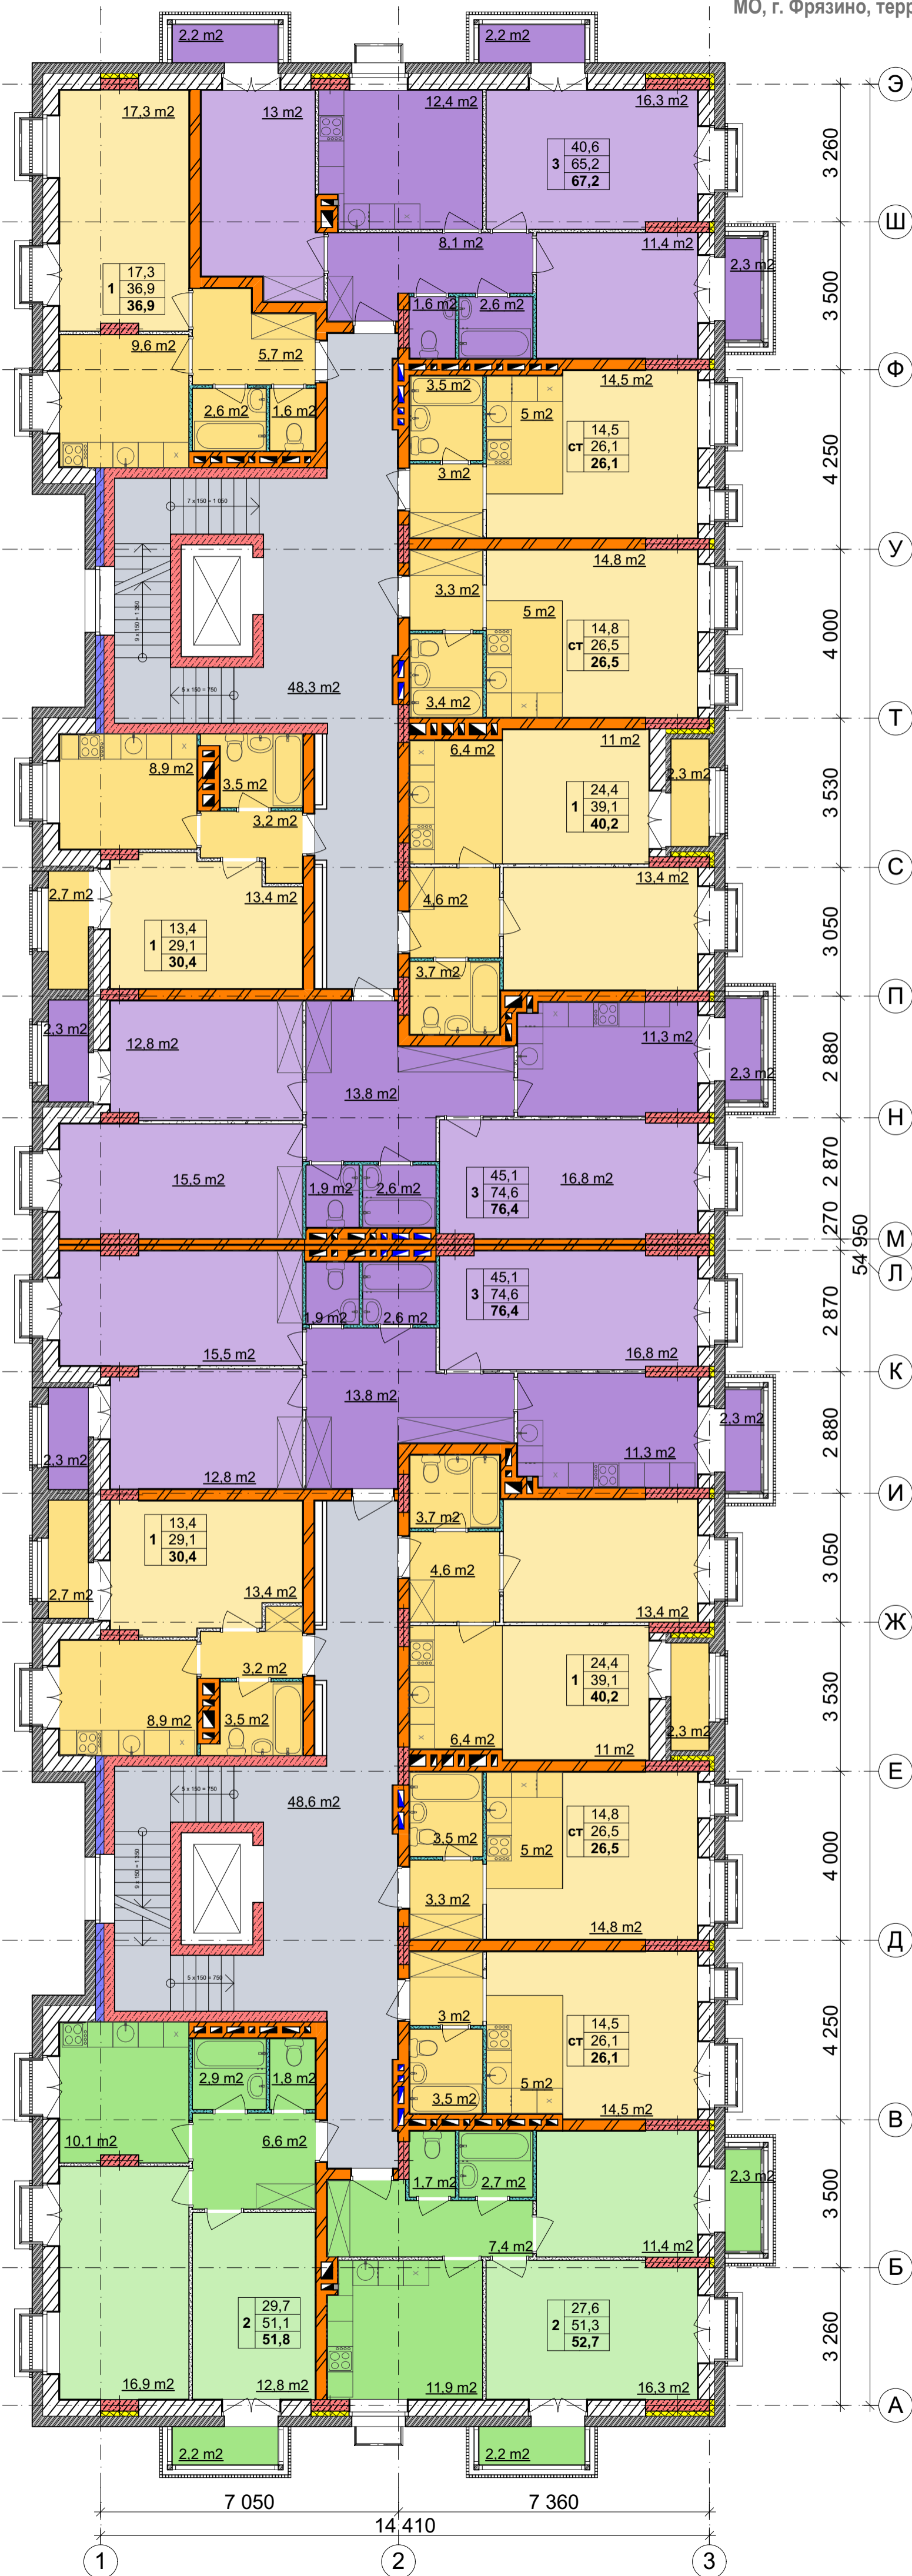 МО, г. Фрязино, терр
2,2 m2
2,2 m2
Э
17,3 m2
13 m2
12,4 m2
16,3 m2
40,6
3 65,2
67,2
3 260
Ш
8,1 m2
11,4 m2
2,3 m2
17,3
1 36,9
36,9
1,6 m2
2,6 m2
3 500
9,6 m2
5,7 m2
Ф
2,6 m2
1,6 m2
3,5 m2
5 m2
14,5 m2
14,5
ст 26,1
26,1
4 250
3 m2
7 x 150 = 1 050
У
14,8 m2
3,3 m2
5 m2
14,8
ст 26,5
26,5
9 x 150 = 1 350
4 000
5 x 150 = 750
48,3 m2
3,4 m2
Т
6,4 m2
11 m2
8,9 m2
3,5 m2
2,3 m2
24,4
1 39,1
40,2
3 530
3,2 m2
С
2,7 m2
13,4 m2
4,6 m2
13,4 m2
13,4
1 29,1
30,4
3 050
3,7 m2
П
2,3 m2
12,8 m2
11,3 m2
2,3 m2
13,8 m2
2 880
Н
15,5 m2
1,9 m2
2,6 m2
45,1
3 74,6
76,4
16,8 m2
2 870
270
М
54 950
Л
45,1
3 74,6
76,4
1,9 m2
2,6 m2
15,5 m2
16,8 m2
2 870
К
13,8 m2
2,3 m2
2,3 m2
12,8 m2
11,3 m2
2 880
И
13,4
1 29,1
30,4
3,7 m2
4,6 m2
2,7 m2
13,4 m2
13,4 m2
3 050
Ж
3,2 m2
24,4
1 39,1
40,2
8,9 m2
3,5 m2
6,4 m2
11 m2
2,3 m2
3 530
Е
5 x 150 = 750
48,6 m2
14,8
ст 26,5
26,5
3,5 m2
5 m2
9 x 150 = 1 350
3,3 m2
14,8 m2
4 000
Д
5 x 150 = 750
3 m2
14,5
ст 26,1
26,1
2,9 m2
1,8 m2
3,5 m2
5 m2
14,5 m2
4 250
В
10,1 m2
6,6 m2
1,7 m2
2,7 m2
2,3 m2
7,4 m2
11,4 m2
3 500
Б
29,7
2 51,1
51,8
27,6
2 51,3
52,7
16,9 m2
12,8 m2
11,9 m2
16,3 m2
3 260
А
2,2 m2
2,2 m2
7 050
7 360
14 410
1
2
3